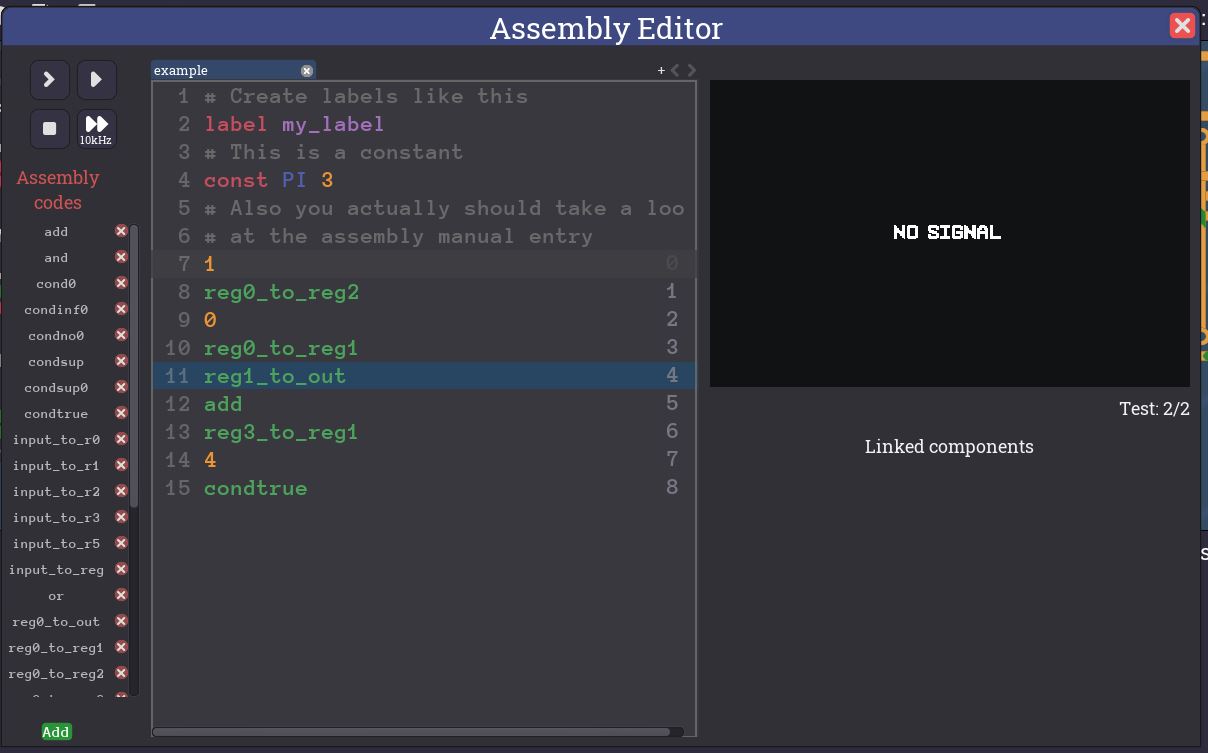 Assembly Editor
10kHz
Assembly
codes
add
and
cond0
condinf0
condno0
condsup
condsup0
condtrue
input_to_r0
input_to_r1
input_to_r2
input_to_r3
input_to_r5
input_to_reg
or
reg0_to_out
reg0_to_reg1
reg0_to_reg2
Add
example
+
1 # Create labels like this
2 label my_label
3 # This is a constant
4 const PI 3
5 # Also you actually should take a loo
6 # at the assembly manual entry
7 1 0
8 reg0_to_reg2 1
9 0 2
10 reg0_to_reg1 3
11 reg1_to_out 4
12 add 5
13 reg3_to_reg1 6
14 4 7
15 condtrue 8
NO SIGNAL
Test: 2/2
Linked components